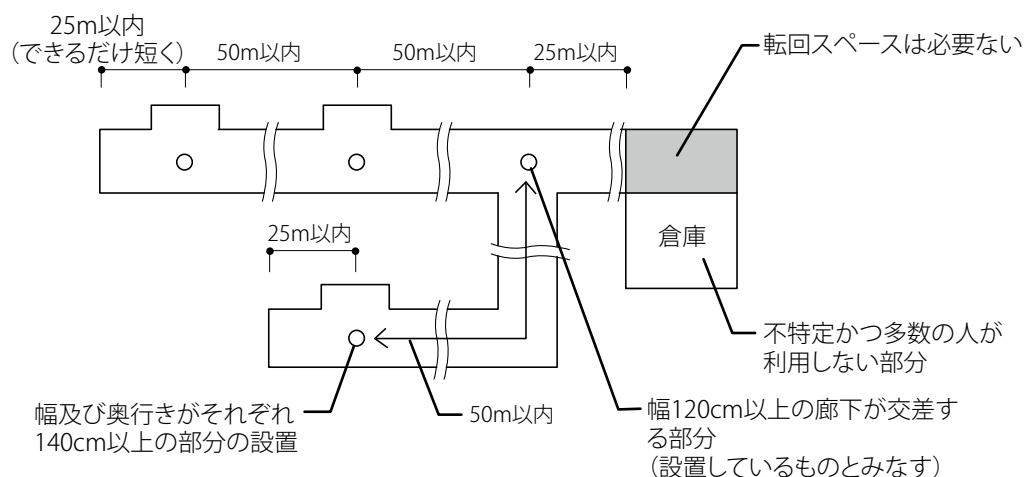 25m以内
（できるだけ短く）
50m以内
50m以内
25m以内
転回スペースは必要ない
25m以内
倉庫
不特定かつ多数の人が
利用しない部分
幅及び奥行きがそれぞれ
140cm以上の部分の設置
50m以内
幅120cm以上の廊下が交差す
る部分
（設置しているものとみなす）